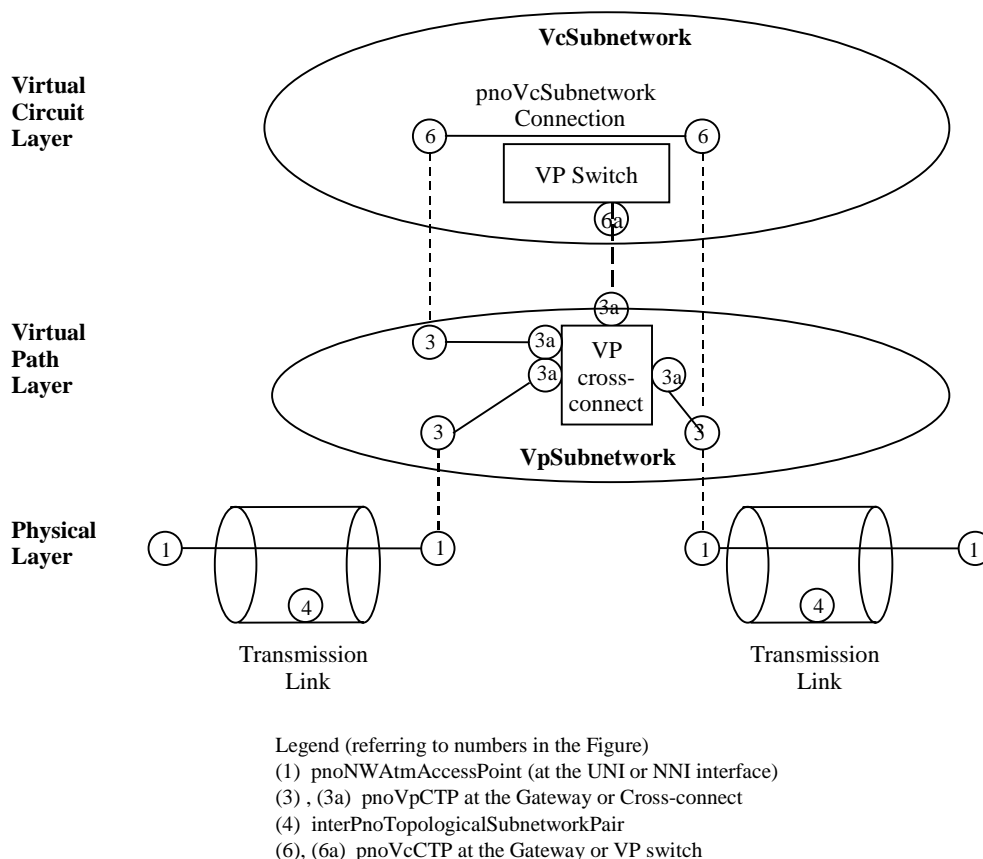 VcSubnetwork
Virtual
Circuit
Layer
pnoVcSubnetwork
Connection
6
6
VP Switch
6a
Virtual
Path
Layer
3a
3
3a
VP
cross-
connect
3a
3a
3
3
VpSubnetwork
Physical
Layer
1
1
1
1
4
4
Transmission
Link
Transmission
Link
Legend (referring to numbers in the Figure)
(1) pnoNWAtmAccessPoint (at the UNI or NNI interface)
(3) , (3a) pnoVpCTP at the Gateway or Cross-connect
(4) interPnoTopologicalSubnetworkPair
(6), (6a) pnoVcCTP at the Gateway or VP switch